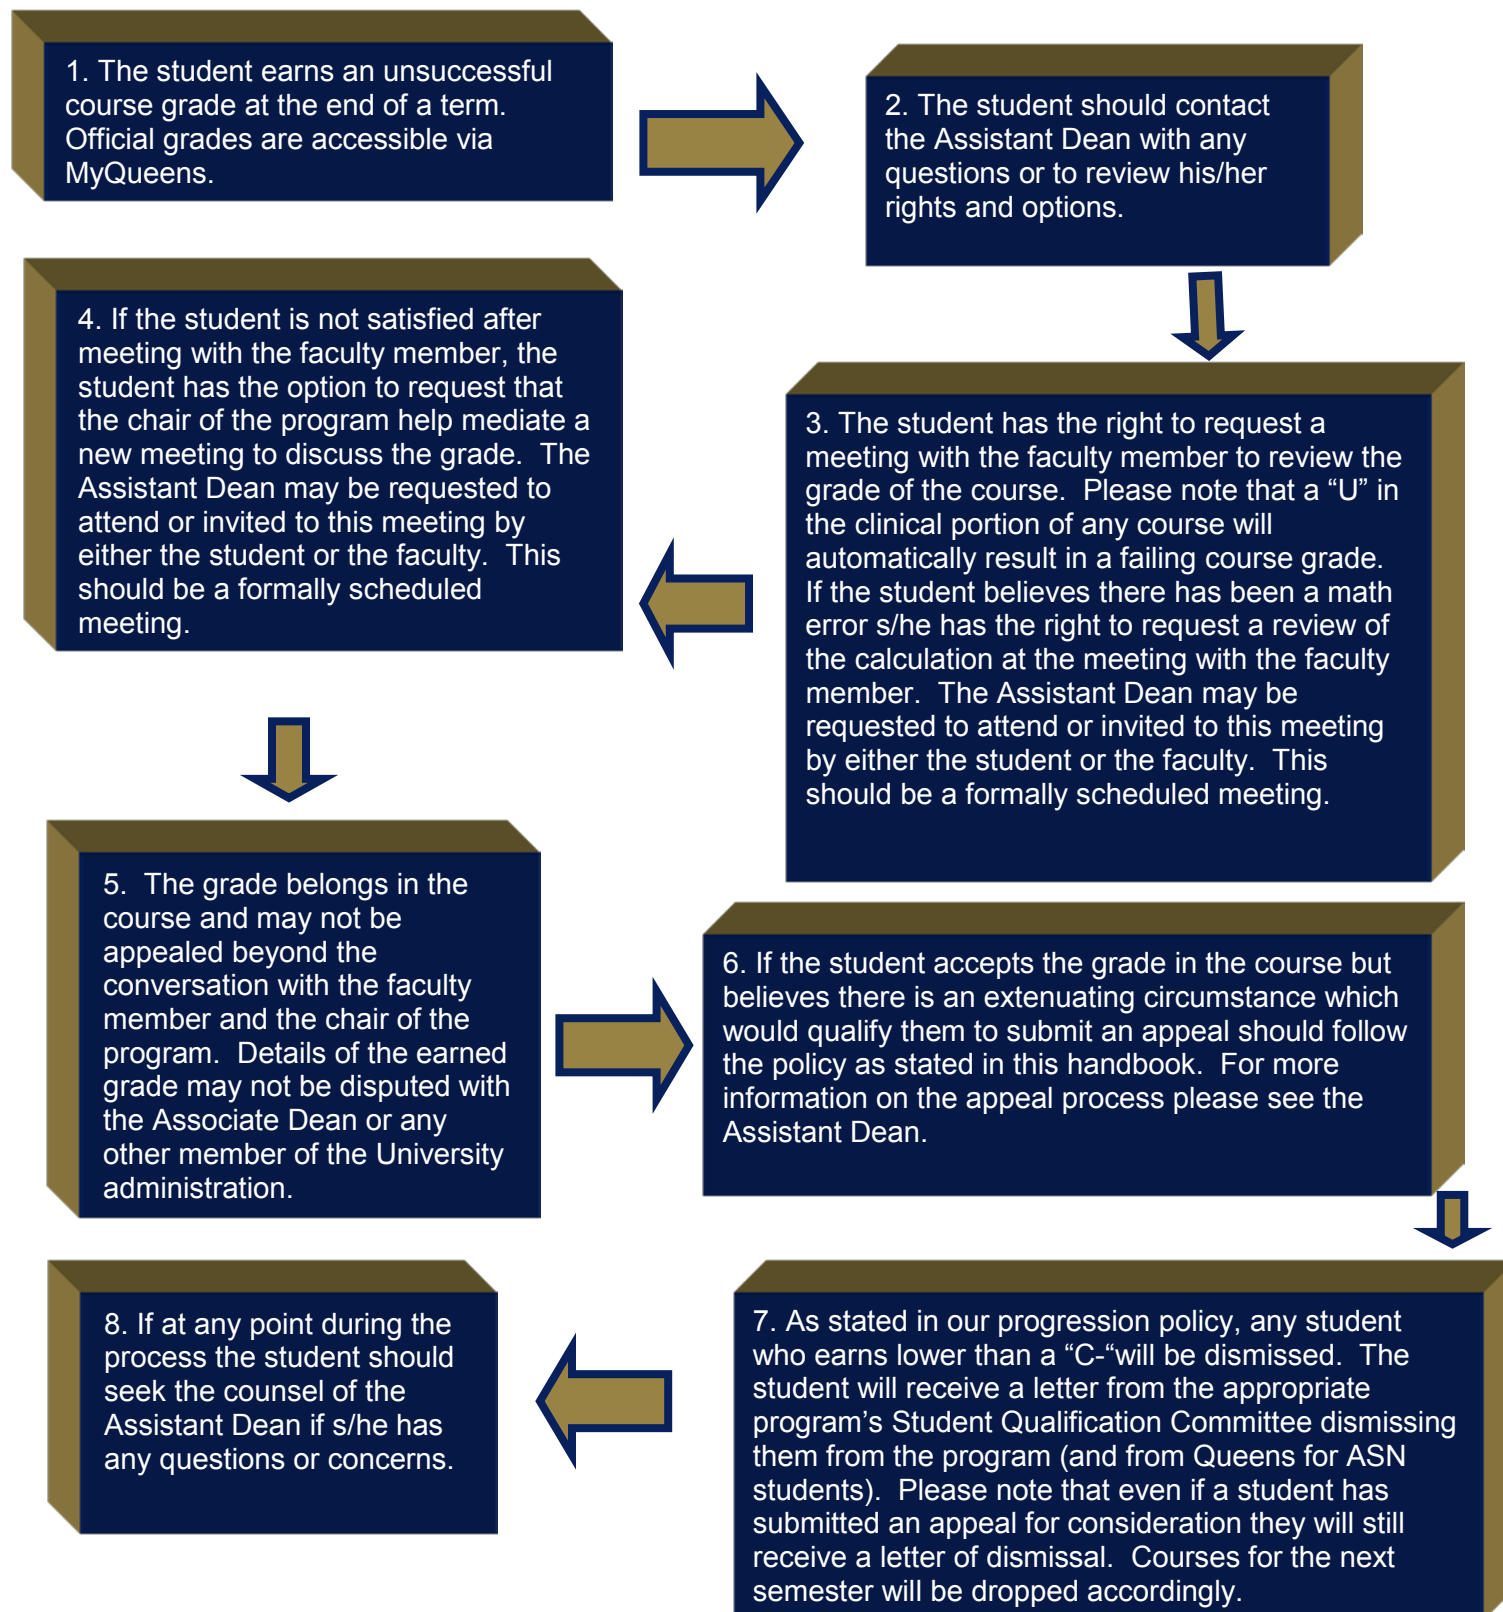 1. The student earns an unsuccessful
course grade at the end of a term.
Official grades are accessible via
MyQueens.
2. The student should contact
the Assistant Dean with any
questions or to review his/her
rights and options.
3. The student has the right to request a
meeting with the faculty member to review the
grade of the course.  Please note that a “U” in
the clinical portion of any course will
automatically result in a failing course grade.
If the student believes there has been a math
error s/he has the right to request a review of
the calculation at the meeting with the faculty
member.  The Assistant Dean may be
requested to attend or invited to this meeting
by either the student or the faculty.  This
should be a formally scheduled meeting.
4. If the student is not satisfied after
meeting with the faculty member, the
student has the option to request that
the chair of the program help mediate a
new meeting to discuss the grade.  The
Assistant Dean may be requested to
attend or invited to this meeting by
either the student or the faculty.  This
should be a formally scheduled
meeting.
5.  The grade belongs in the
course and may not be
appealed beyond the
conversation with the faculty
member and the chair of the
program.  Details of the earned
grade may not be disputed with
the Associate Dean or any
other member of the University
administration.
6. If the student accepts the grade in the course but
believes there is an extenuating circumstance which
would qualify them to submit an appeal should follow
the policy as stated in this handbook.  For more
information on the appeal process please see the
Assistant Dean.
7. As stated in our progression policy, any student
who earns lower than a “C-“will be dismissed.  The
student will receive a letter from the appropriate
program’s Student Qualification Committee dismissing
them from the program (and from Queens for ASN
students).  Please note that even if a student has
submitted an appeal for consideration they will still
receive a letter of dismissal.  Courses for the next
semester will be dropped accordingly.
8. If at any point during the
process the student should
seek the counsel of the
Assistant Dean if s/he has
any questions or concerns.